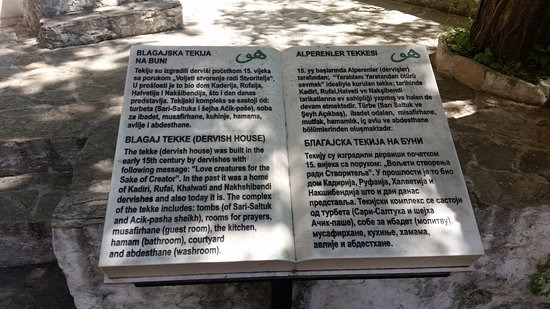 BLAGAJSKA TEKIJA
NA BUNI
Tekiju su izgradili derviši početkom 15. vijeka
sa porukom „Voljeti stvorenja radi Stvoritelja“.
U prošlosti je to bio dom Kaderija, Rufaija,
Halvetija i Nakšibendija, što i dan danas
predstavlja. Tekijski kompleks se sastoji od:
turbeta (Sari-Saltuka i šejha Ačik-paše), soba
za ibadet, musafirhane, kuhinje, hamama,
avlije i abdesthane.
BLAGAJ TEKKE (DERVISH HOUSE)
The tekke (dervish house) was built in the
early 15th century by dervishes with
following message: “Love creatures for the
Sake of Creator”. In the past it was a home
of Kadiri, Rufai, Khalwati and Nakhshibendi
dervishes and also today it is. The complex
of the tekke includes: tombs (of Sari-Saltuk
and Acik-pasha sheikh), rooms for prayers,
musafirhane (guest room), the kitchen,
hamam (bathroom), courtyard
and abdesthane (washroom).
ALPERENLER TEKKESI
15. yy başlarında Alperenler (dervişler)
tarafından; "Yaratılanı Yaratandan ötürü
sevmek" idealiyle kurulan tekke; tarihinde
Kadiri, Rufai, Halveti ve Nakşibendi
tarikatlarına ev sahipliği yapmış ve halen de
devam etmektedir. Türbe (Sarı Saltuk ve
Şeyh Açıkbaş), ibadet odaları, misafirhane,
mutfak, hamamlık, iç avlu ve abdesthane
bölümlerinden oluşmaktadır.
БЛАГАЈСКА ТЕКИЈА НА БУНИ
Текију су изградили дервиши почетком
15. вијека са поруком: „Вољети створења
ради Створитеља“. У прошлости је то био
дом Кадирија, Руфаија, Халветија и
Накшибендија што и дан данас
представља. Текијски комплекс се састоји
од турбета (Сари-Салтука и шејха
Ачик-паше), собе за ибадет (молитву),
мусафирхане, кухиње, хамама,
авлије и абдестхане.